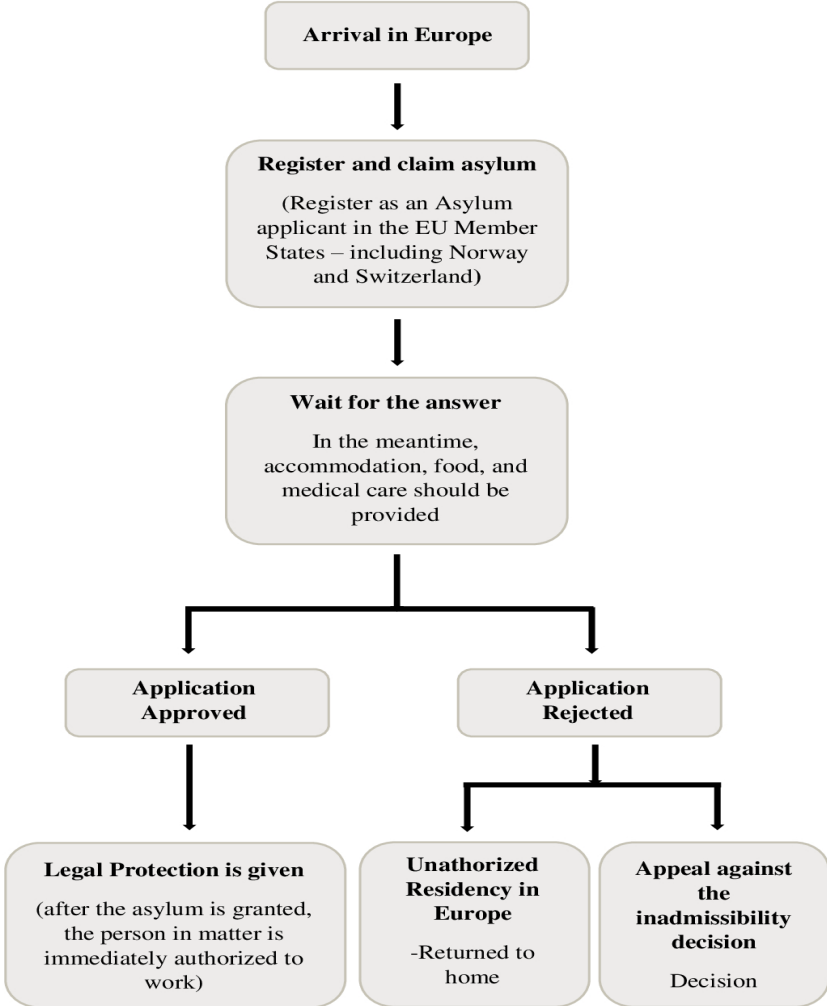 Arrival in Europe
Register and claim asylum
(Register as an Asylum
applicant in the EU Member
States – including Norway
and Switzerland)
Wait for the answer
In the meantime,
accommodation, food, and
medical care should be
provided
Application
Approved
Application
Rejected
Legal Protection is given
(after the asylum is granted,
the person in matter is
immediately authorized to
work)
Unathorized
Residency in
Europe
-Returned to
home
Appeal against
the
inadmissibility
decision
Decision